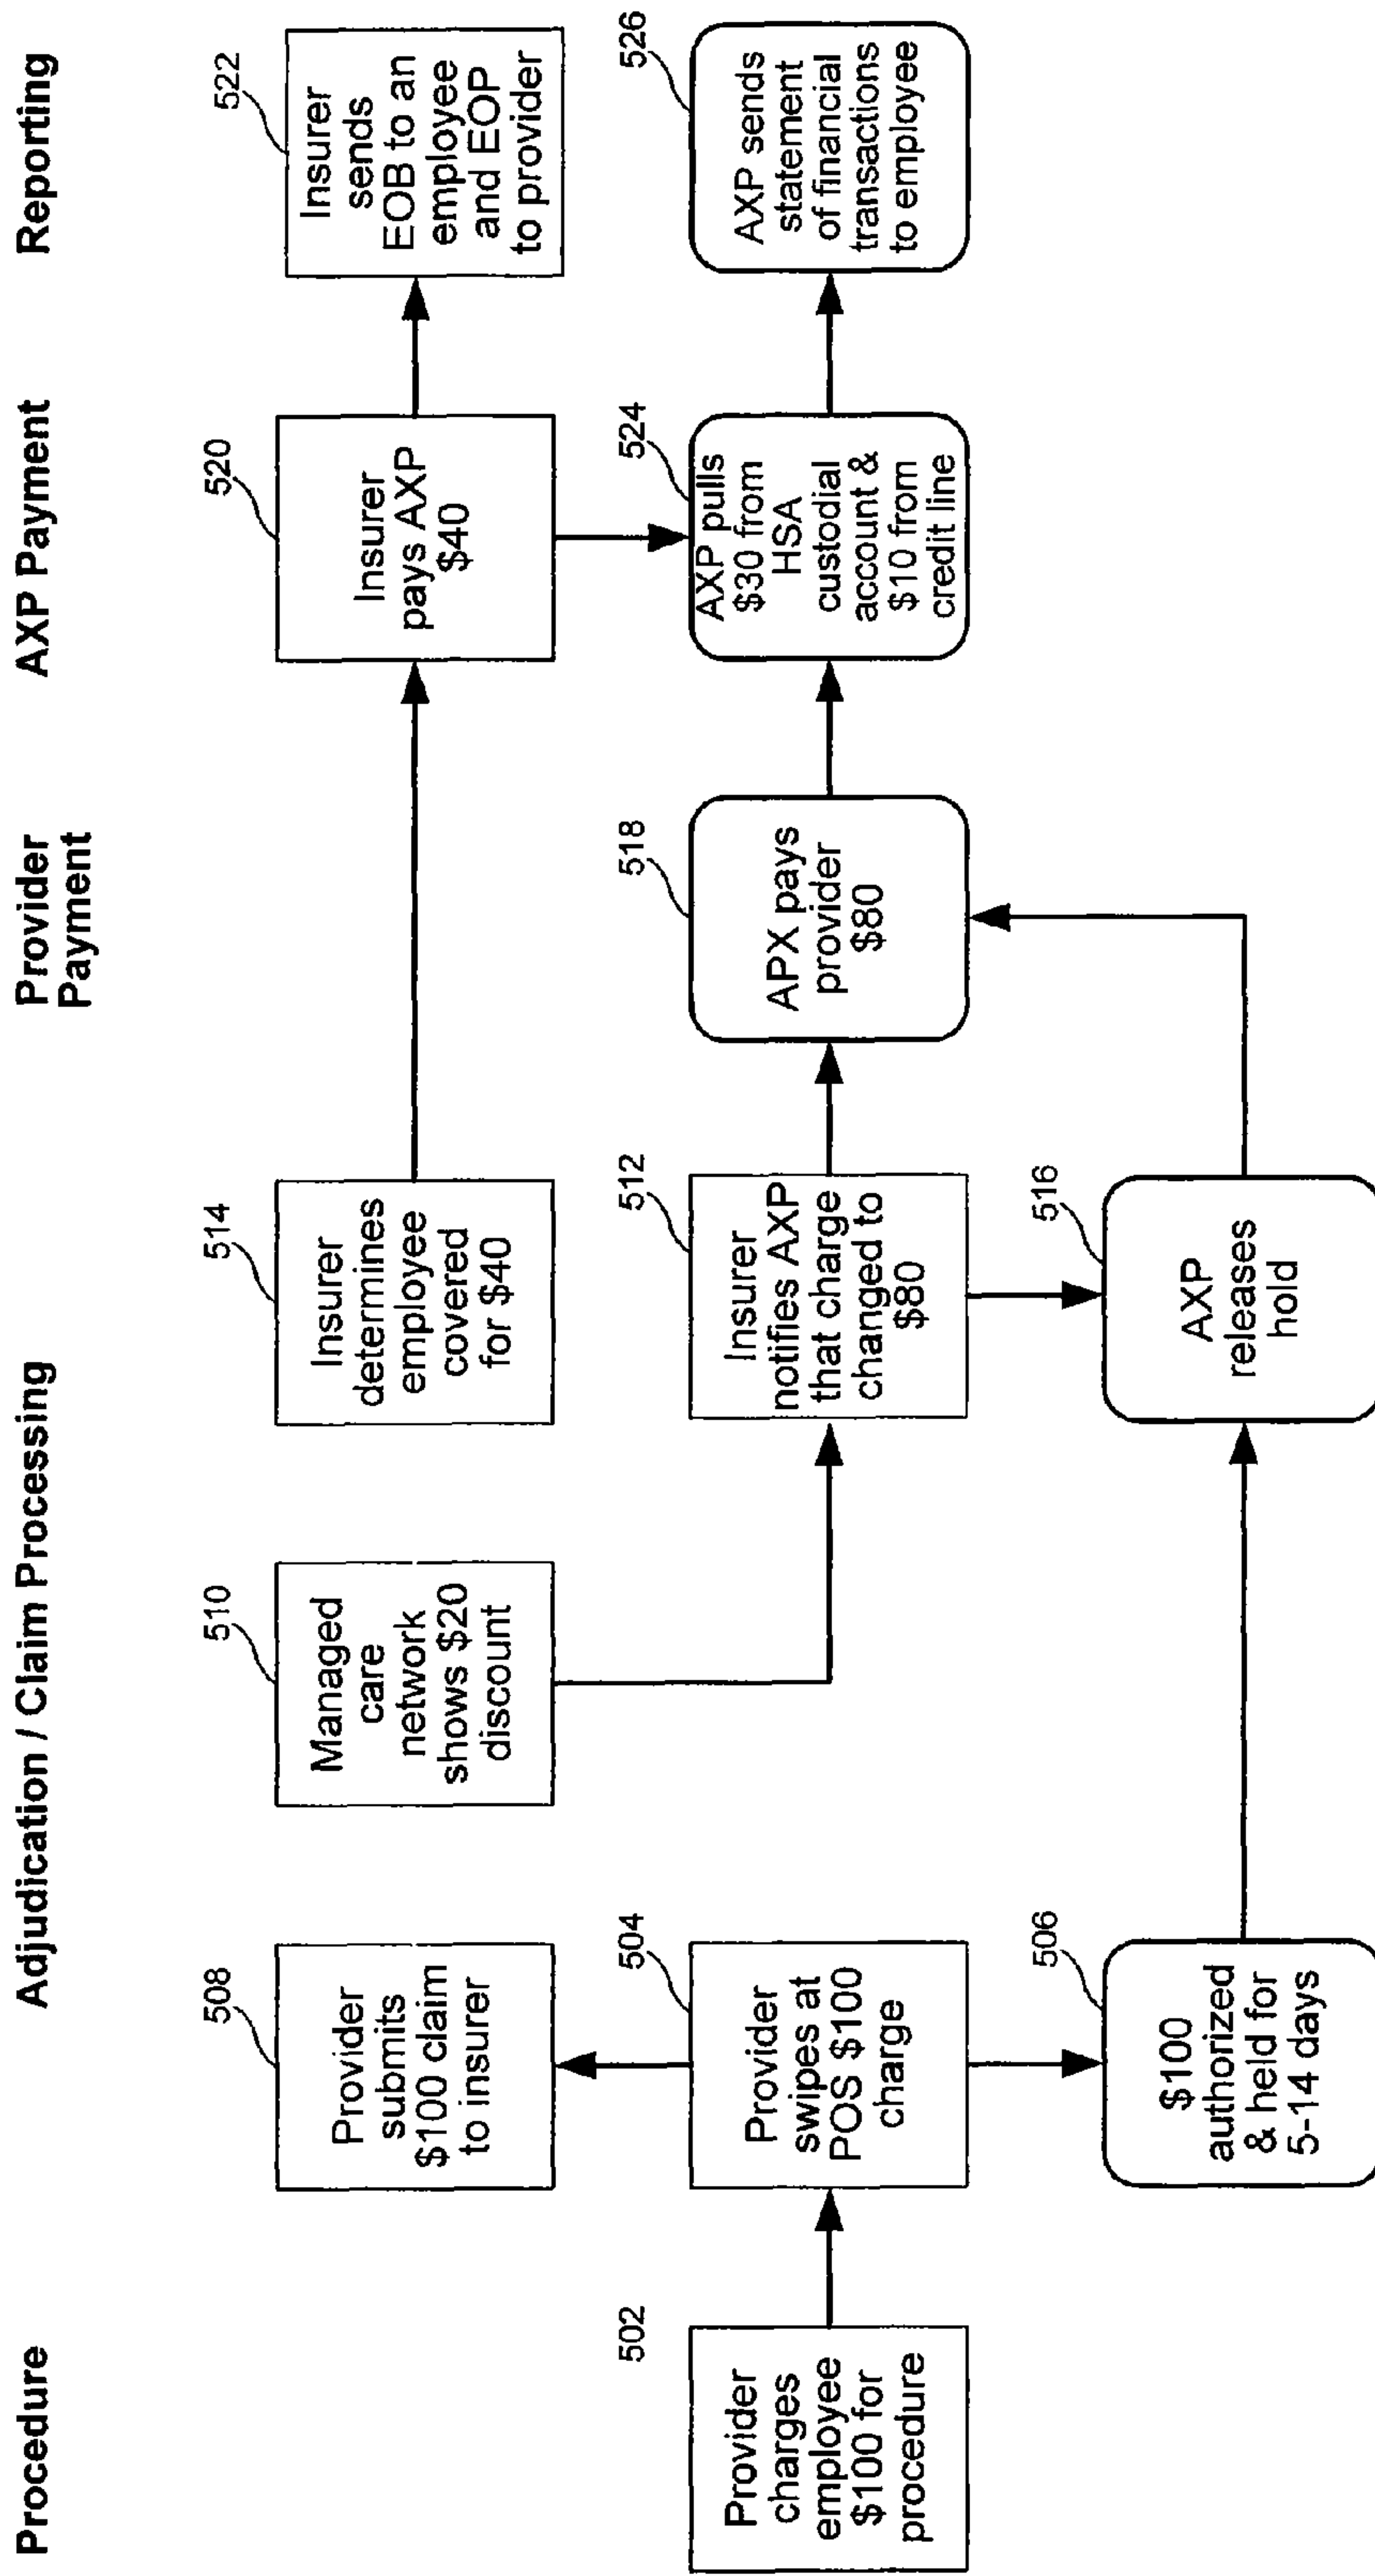 Procedure
Adjudication / Claim Processing
Provider
Payment
AXP Payment
Reporting
502
Provider
charges
employee
$100 for
procedure
508
Provider
submits
$100 claim
to insurer
504
Provider
swipes at
POS $100
charge
506
$100
authorized
& held for
5-14 days
510
Managed
care
network
shows $20
discount
514
Insurer
determines
employee
covered
for $40
512
Insurer
notifies AXP
that charge
changed to
$80
516
AXP
releases
hold
518
APX pays
provider
$80
520
Insurer
pays AXP
$40
524
AXP pulls
$30 from
HSA
custodial
account &
$10 from
credit line
522
Insurer
sends
EOB to an
employee
and EOP
to provider
526
AXP sends
statement
of financial
transactions
to employee